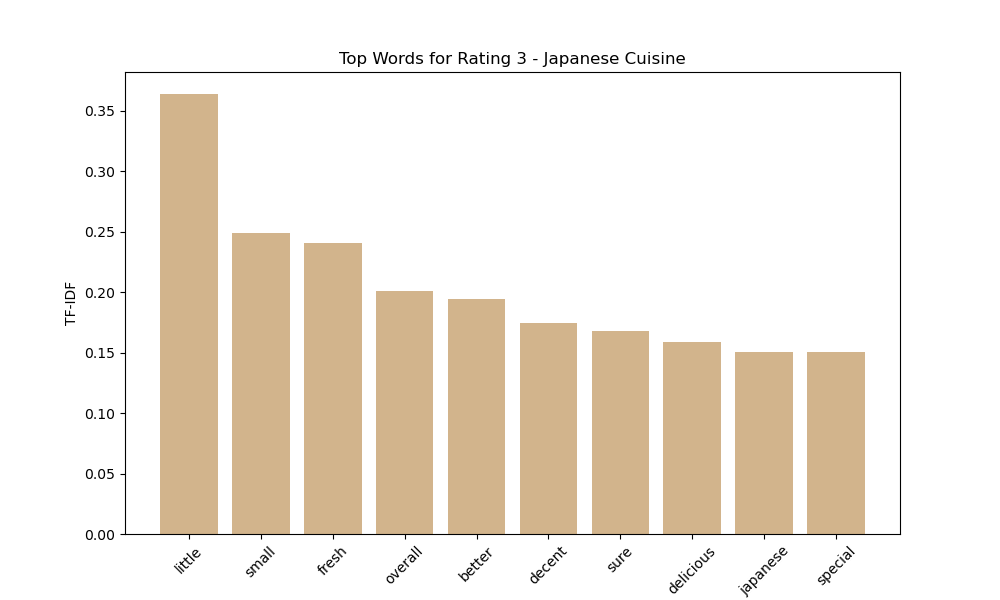 Top Words for Rating 3 - Japanese Cuisine
TF-IDF
0.35
0.30
0.25
0.20
0.15
0.10
0.05
0.00
little
small
fresh
overall
better
decent
sure
delicious
japanese
special